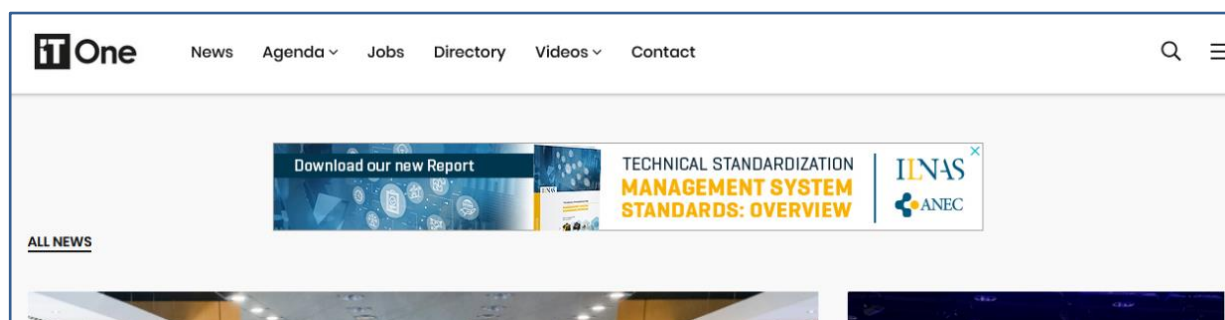 iT One
News Agenda Jobs Directory Videos Contact
Download our new Report
TECHNICAL STANDARDIZATION
MANAGEMENT SYSTEM
STANDARDS: OVERVIEW
ILNAS
ANEC
ALL NEWS